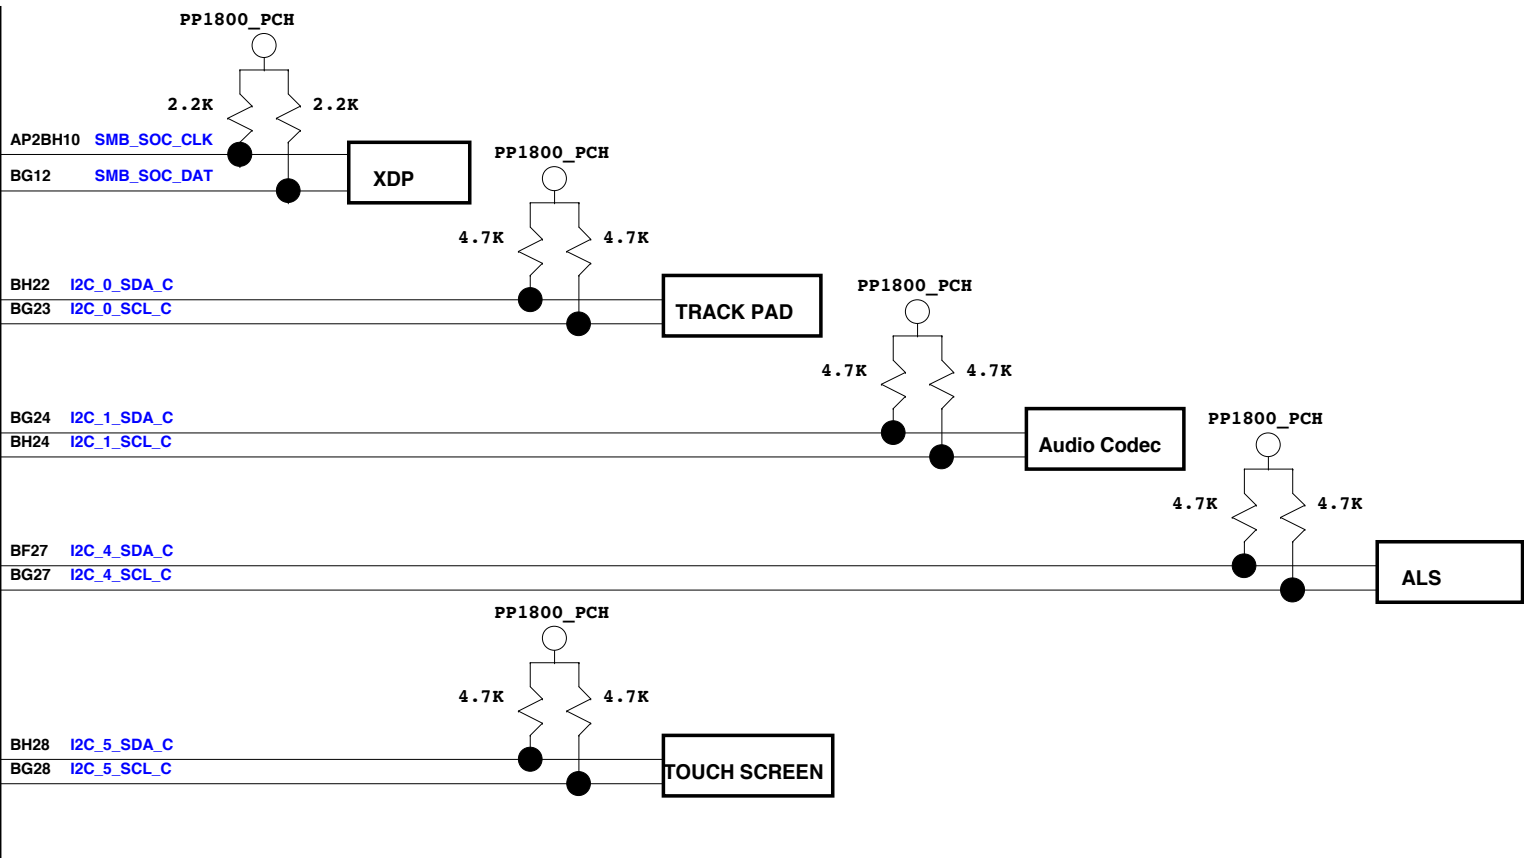 PP1800_PCH
2.2K 2.2K
AP2BH10 SMB_SOC_CLK
BG12 SMB_SOC_DAT
XDP
PP1800_PCH
4.7K 4.7K
BH22 I2C_0_SDA_C
BG23 I2C_0_SCL_C
TRACK PAD
PP1800_PCH
4.7K 4.7K
BG24 I2C_1_SDA_C
BH24 I2C_1_SCL_C
Audio Codec
PP1800_PCH
4.7K 4.7K
BF27 I2C_4_SDA_C
BG27 I2C_4_SCL_C
ALS
PP1800_PCH
4.7K 4.7K
BH28 I2C_5_SDA_C
BG28 I2C_5_SCL_C
TOUCH SCREEN